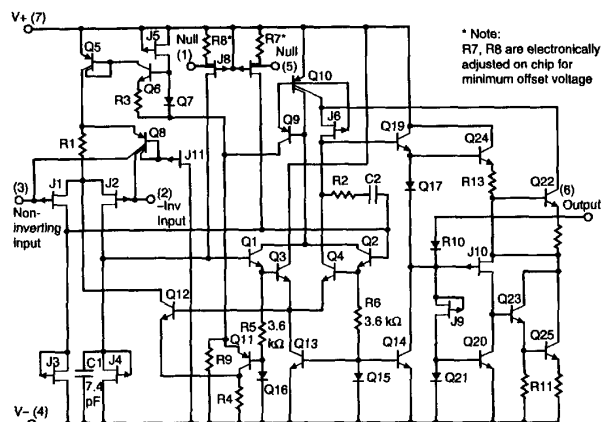 V+ (7)
* Note:
R7, R8 are electronically
adjusted on chip for
minimum offset voltage
Q5
J5
Null
(1)
R8*
J8
R7*
Null
(5)
Q10
Q6
R3
Q7
J6
Q9
Q19
Q24
R1
Q8
J11
R2
C2
Q17
R13
Q22
(6)
Output
(3)
Non-
inverting
input
J1
J2
(2)
-Inv
Input
R10
J10
Q1
Q3
Q4
Q2
Q12
R5
3.6
kΩ
R6
3.6 kΩ
J9
Q23
Q11
Q13
Q14
Q20
Q25
J3
C1
7.4
pF
J4
R9
R4
Q16
Q15
Q21
R11
V- (4)